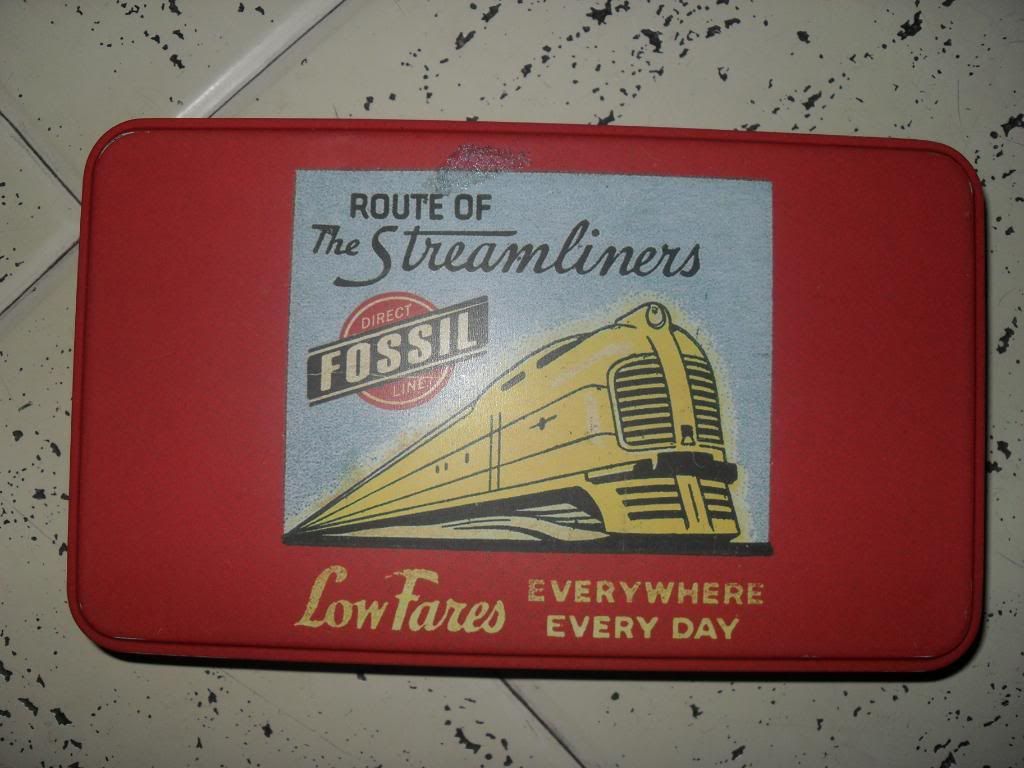 ROUTE OF
The Streamliners
DIRECT
FOSSIL
LINE
Low Fares EVERYWHERE
EVERY DAY